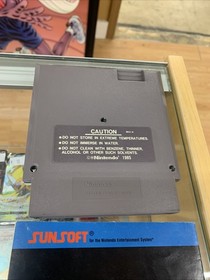 CAUTION
• DO NOT STORE IN EXTREME TEMPERATURES.
• DO NOT IMMERSE IN WATER.
• DO NOT CLEAN WITH BENZENE, THINNER,
ALCOHOL OR OTHER SUCH SOLVENTS.
©Nintendo® 1985
SUNSOFT® for the Nintendo Entertainment System®